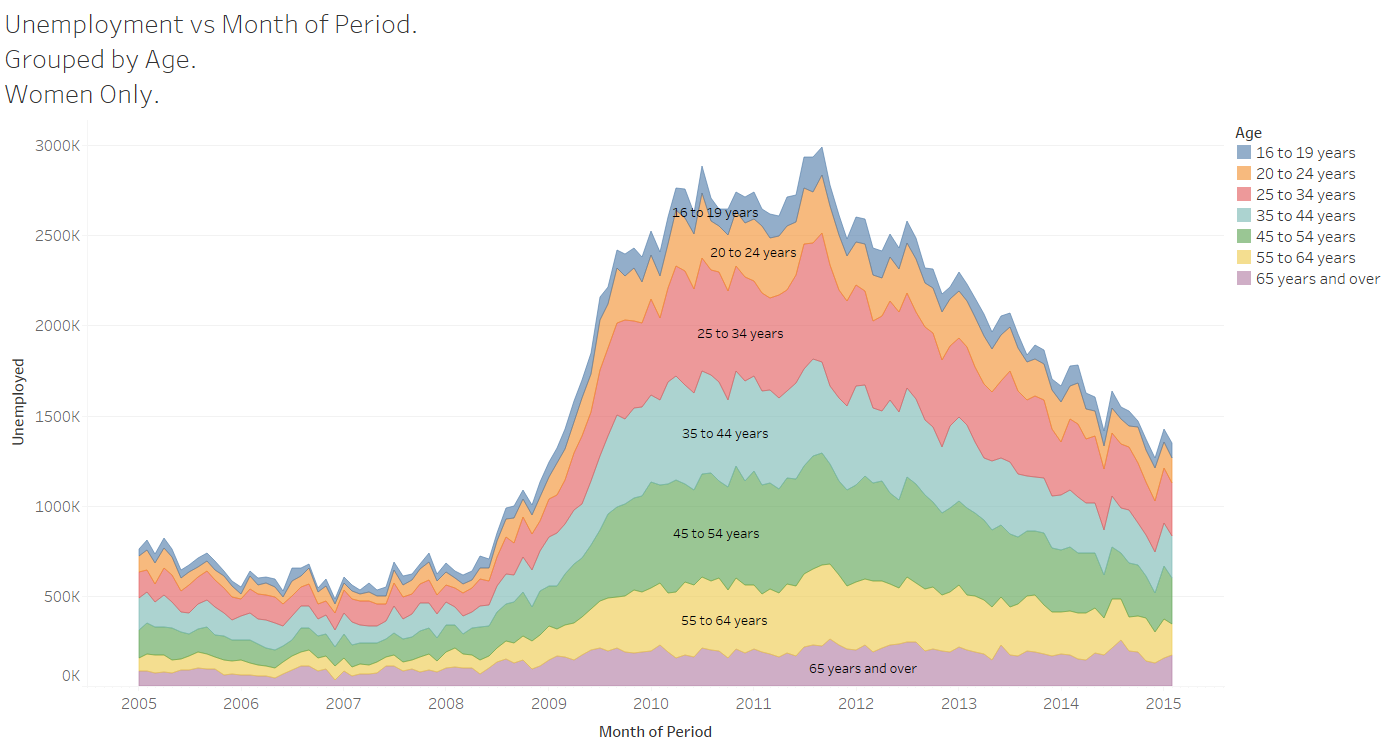 Unemployment vs Month of Period.
Grouped by Age.
Women Only.
Age
16 to 19 years
20 to 24 years
25 to 34 years
35 to 44 years
45 to 54 years
55 to 64 years
65 years and over
3000K
2500K
2000K
1500K
1000K
500K
0K
Unemployed
16 to 19 years
20 to 24 years
25 to 34 years
35 to 44 years
45 to 54 years
55 to 64 years
65 years and over
2005 2006 2007 2008 2009 2010 2011 2012 2013 2014 2015
Month of Period